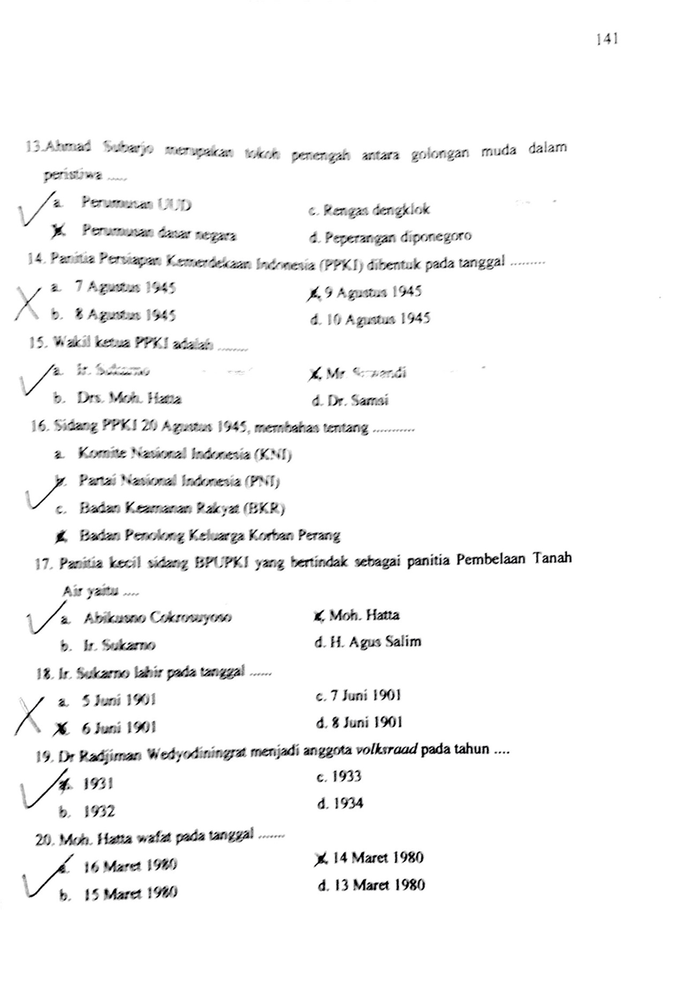 141
13.Ahmad Subarjo merupakan tokoh penengah antara golongan muda dalam
peristiwa .....
a. Perumusan UUD
c. Rengas dengklok
b. Perumusan dasar negara
d. Peperangan diponegoro
14. Panitia Persiapan Kemerdekaan Indonesia (PPKI) dibentuk pada tanggal .........
a. 7 Agustus 1945
c. 9 Agustus 1945
b. 8 Agustus 1945
d. 10 Agustus 1945
15. Wakil ketua PPKI adalah ........
a. Ir. Sukarno
c. Mr.
b. Drs. Moh. Hatta
d. Dr. Samsi
16. Sidang PPKI 20 Agustus 1945, membahas tentang ...........
a. Komite Nasional Indonesia (KNI)
b. Partai Nasional Indonesia (PNI)
c. Badan Keamanan Rakyat (BKR)
d. Badan Penolong Keluarga Korban Perang
17. Panitia kecil sidang BPUPKI yang bertindak sebagai panitia Pembelaan Tanah
Air yaitu ....
a. Abikusno Cokrosuyoso
c. Moh. Hatta
b. Ir. Sukarno
d. H. Agus Salim
18. Ir. Sukarno lahir pada tanggal ......
a. 5 Juni 1901
c. 7 Juni 1901
b. 6 Juni 1901
d. 8 Juni 1901
19. Dr Radjiman Wedyodiningrat menjadi anggota volksraad pada tahun ....
a. 1931
c. 1933
b. 1932
d. 1934
20. Moh. Hatta wafat pada tanggal .......
a. 16 Maret 1980
c. 14 Maret 1980
b. 15 Maret 1980
d. 13 Maret 1980